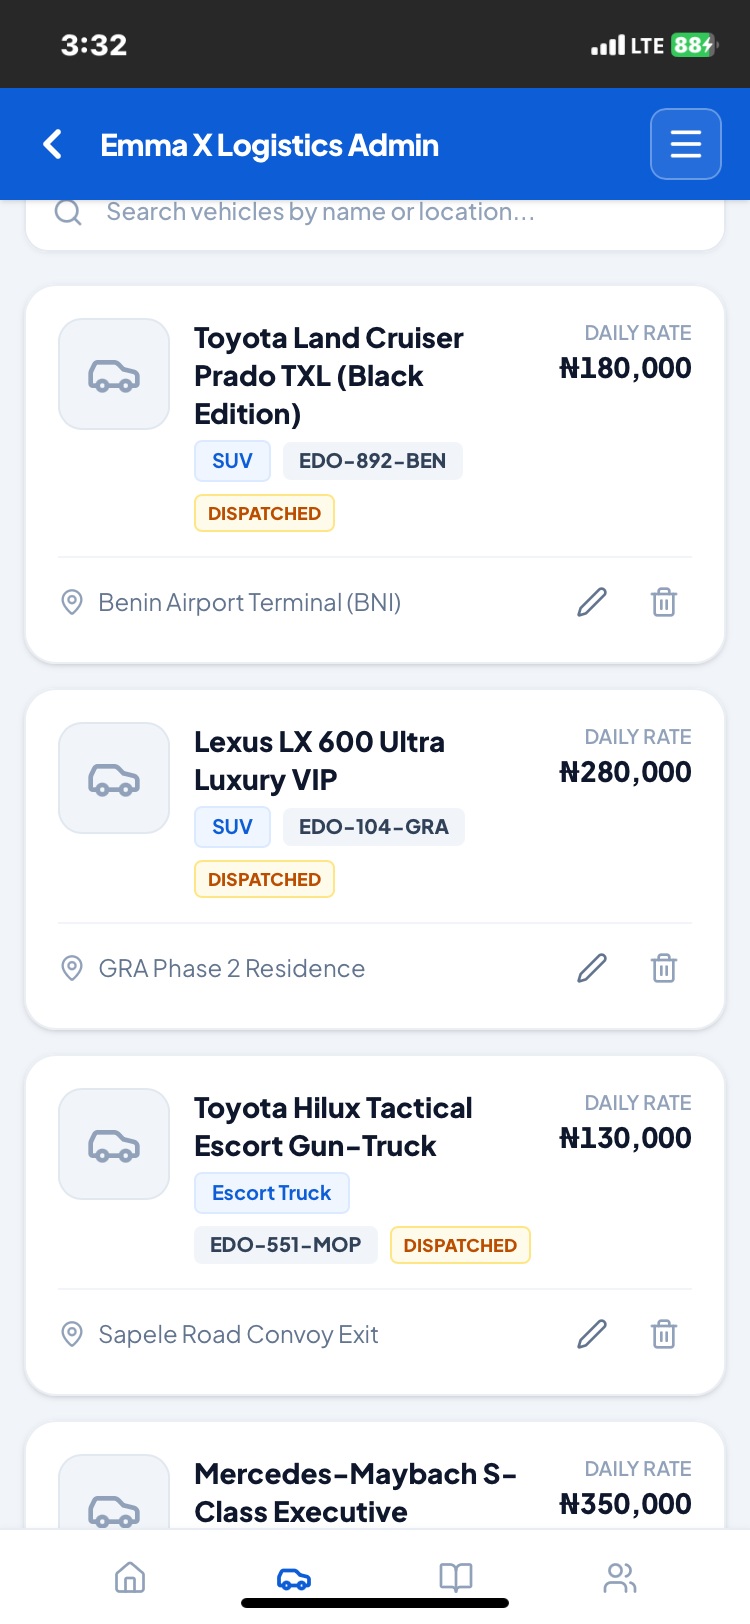 3:32
LTE 88
Emma X Logistics Admin
Search vehicles by name or location...
Toyota Land Cruiser
Prado TXL (Black
Edition)
DAILY RATE
₦180,000
SUV EDO-892-BEN
DISPATCHED
Benin Airport Terminal (BNI)
Lexus LX 600 Ultra
Luxury VIP
DAILY RATE
₦280,000
SUV EDO-104-GRA
DISPATCHED
GRA Phase 2 Residence
Toyota Hilux Tactical
Escort Gun-Truck
DAILY RATE
₦130,000
Escort Truck
EDO-551-MOP DISPATCHED
Sapele Road Convoy Exit
Mercedes-Maybach S-
Class Executive
DAILY RATE
₦350,000